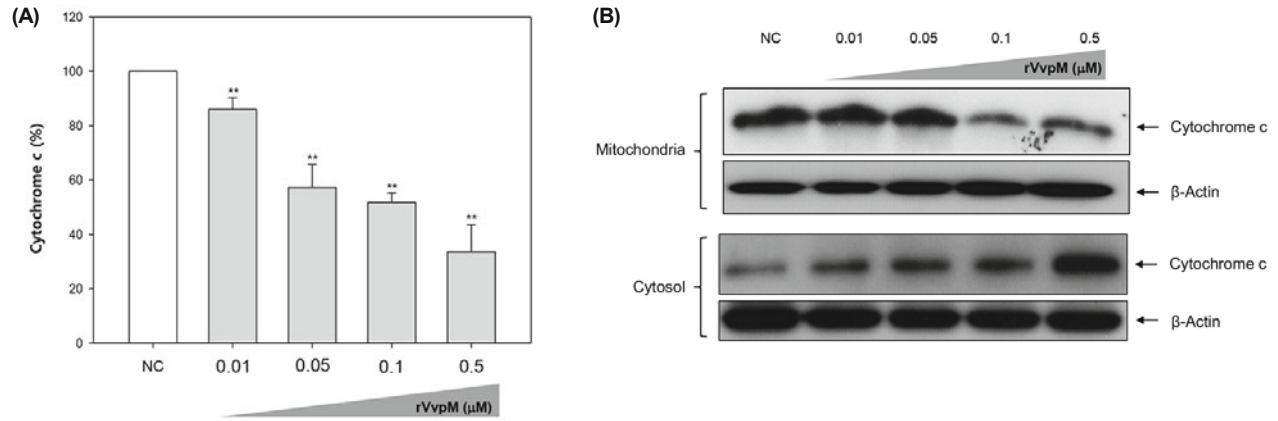 (A)
120
100
80
60
40
20
0
Cytochrome c (%)
**
**
**
**
NC 0.01 0.05 0.1 0.5
rVvpM (μM)
(B)
NC 0.01 0.05 0.1 0.5
rVvpM (μM)
Mitochondria
Cytochrome c
β-Actin
Cytosol
Cytochrome c
β-Actin